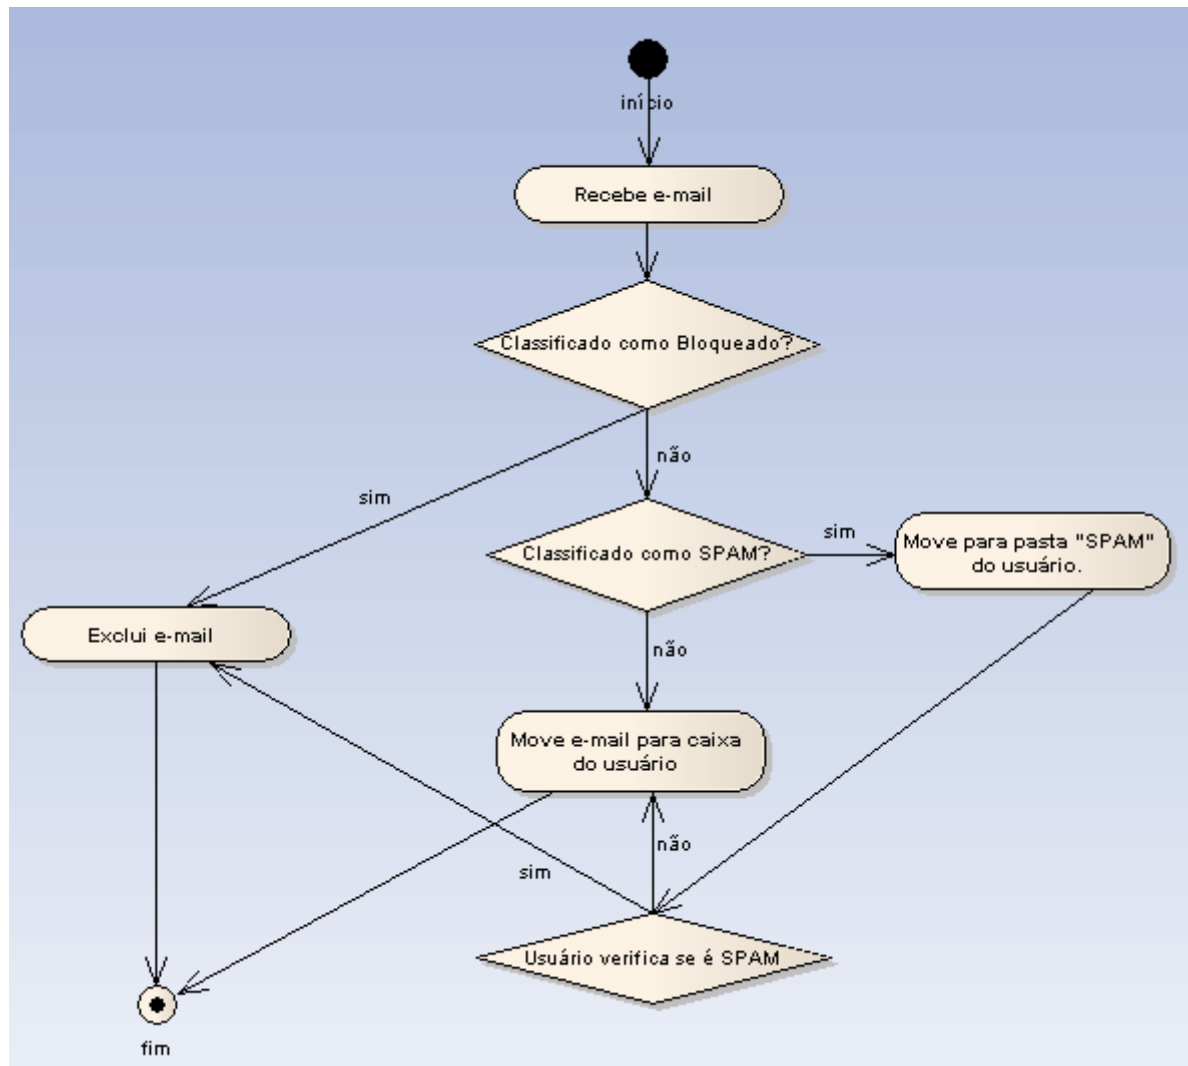 início
Recebe e-mail
Classificado como Bloqueado?
não
sim
Classificado como SPAM?
sim
Move para pasta "SPAM"
do usuário.
Exclui e-mail
não
Move e-mail para caixa
do usuário
não
sim
Usuário verifica se é SPAM
fim